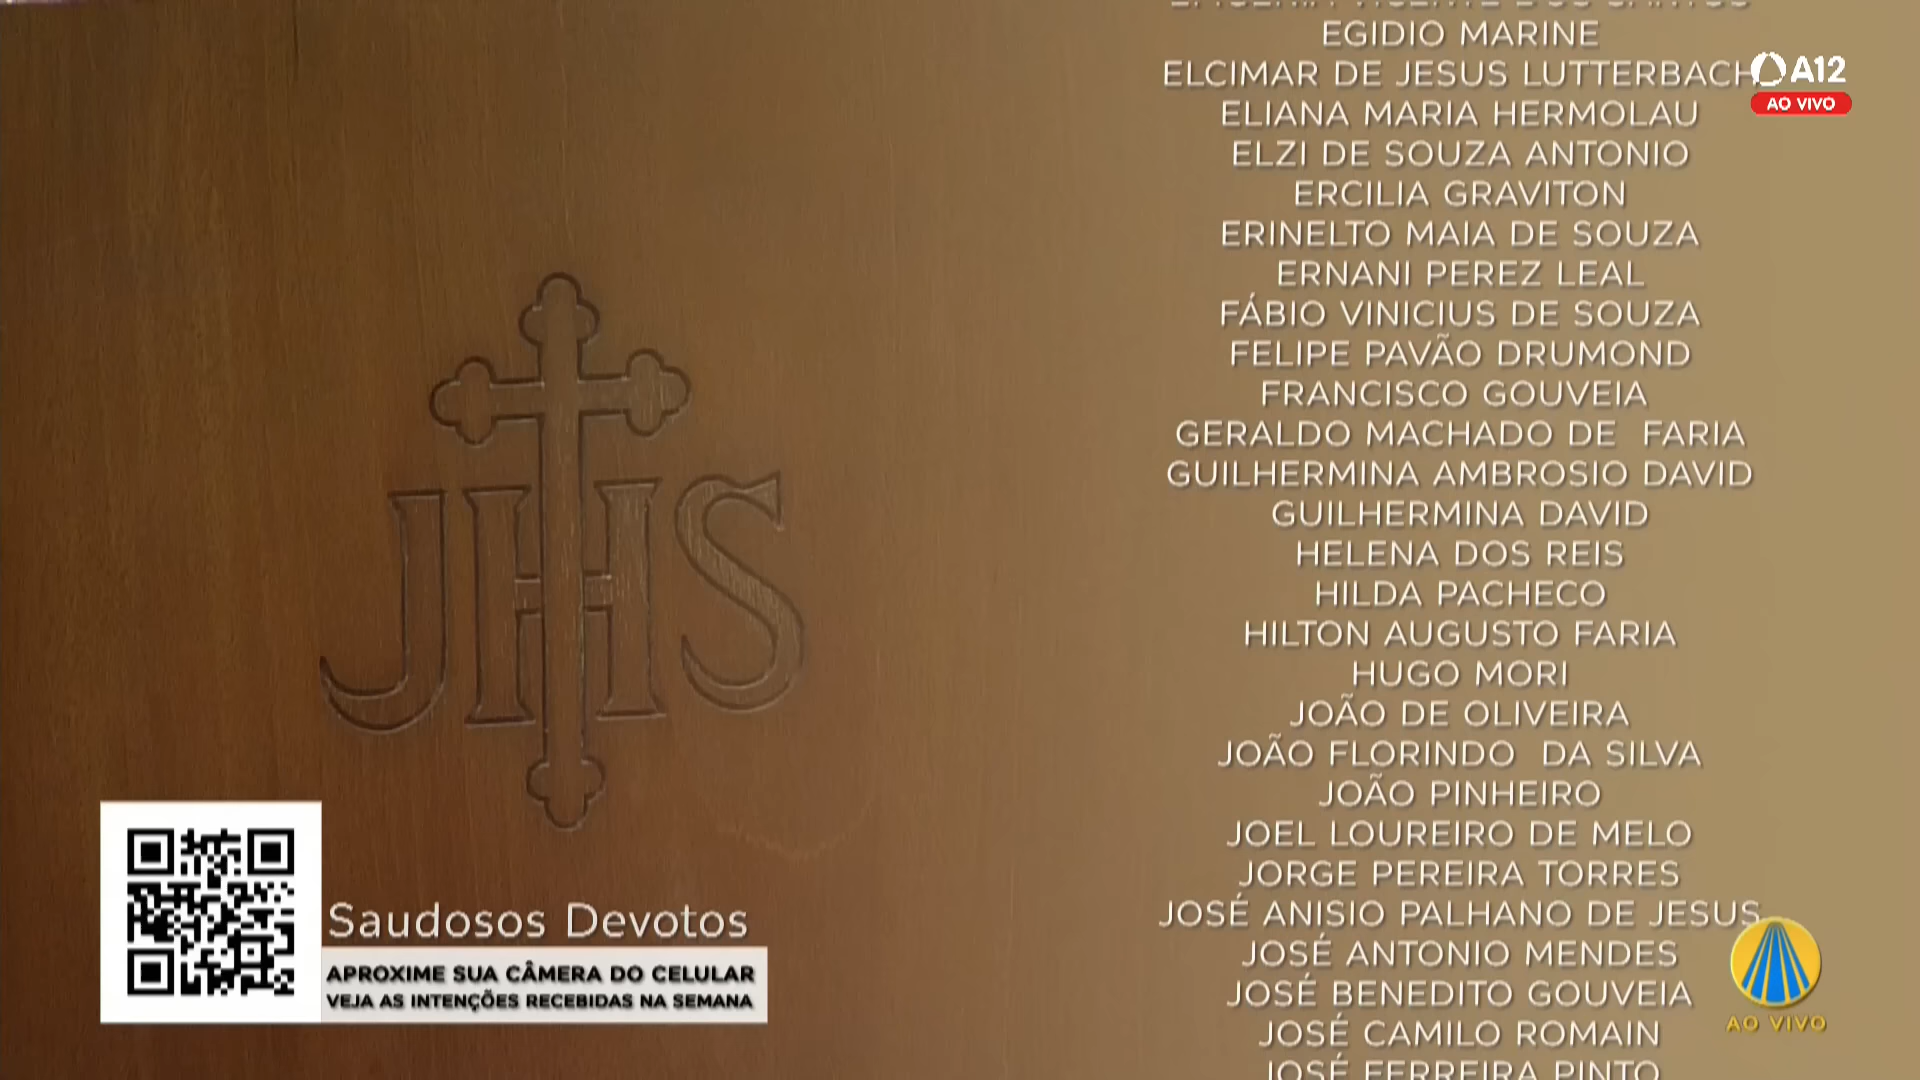 EGIDIO MARINE
ELCIMAR DE JESUS LUTTERBACH
ELIANA MARIA HERMOLAU
ELZI DE SOUZA ANTONIO
ERCILIA GRAVITON
ERINELTO MAIA DE SOUZA
ERNANI PEREZ LEAL
FÁBIO VINICIUS DE SOUZA
FELIPE PAVÃO DRUMOND
FRANCISCO GOUVEIA
GERALDO MACHADO DE  FARIA
GUILHERMINA AMBROSIO DAVID
GUILHERMINA DAVID
HELENA DOS REIS
HILDA PACHECO
HILTON AUGUSTO FARIA
HUGO MORI
JOÃO DE OLIVEIRA
JOÃO FLORINDO  DA SILVA
JOÃO PINHEIRO
JOEL LOUREIRO DE MELO
JORGE PEREIRA TORRES
JOSÉ ANISIO PALHANO DE JESUS
JOSÉ ANTONIO MENDES
JOSÉ BENEDITO GOUVEIA
JOSÉ CAMILO ROMAIN
JOSÉ FERREIRA PINTO
A12
AO VIVO
JHS
Saudosos Devotos
APROXIME SUA CÂMERA DO CELULAR
VEJA AS INTENÇÕES RECEBIDAS NA SEMANA
AO VIVO